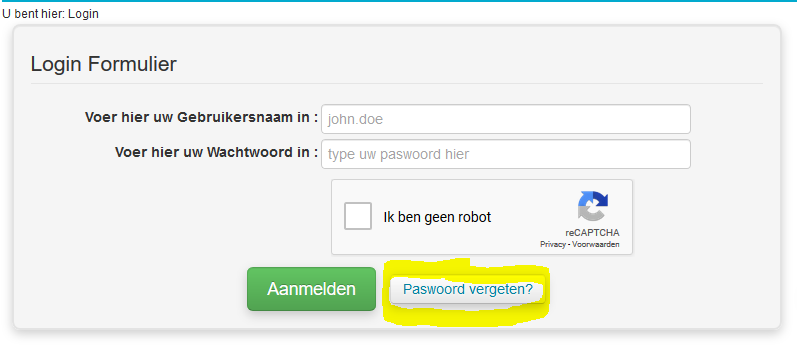 U bent hier: Login
Login Formulier
Voer hier uw Gebruikersnaam in : john.doe
Voer hier uw Wachtwoord in : type uw paswoord hier
Ik ben geen robot
reCAPTCHA
Privacy - Voorwaarden
Aanmelden Paswoord vergeten?